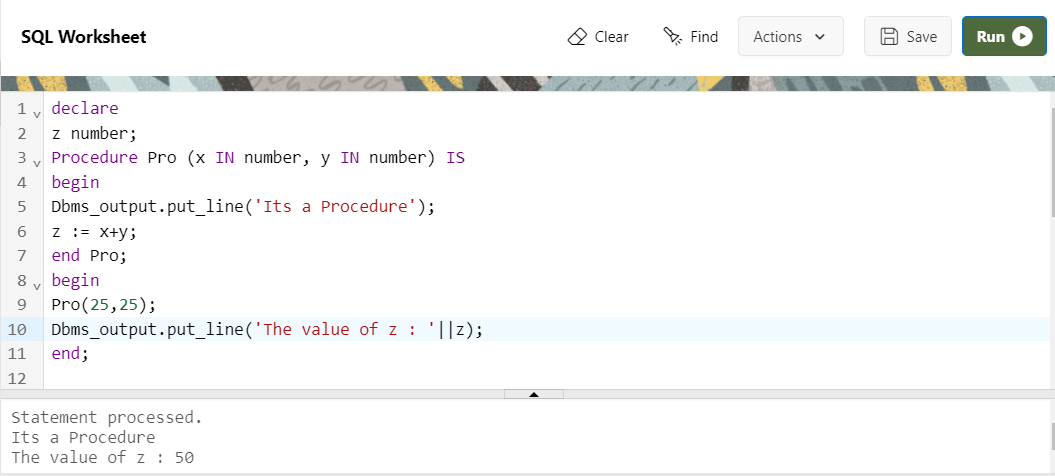 SQL Worksheet Clear Find Actions Save Run
1 declare
2 z number;
3 Procedure Pro (x IN number, y IN number) IS
4 begin
5 Dbms_output.put_line('Its a Procedure');
6 z := x+y;
7 end Pro;
8 begin
9 Pro(25,25);
10 Dbms_output.put_line('The value of z : '||z);
11 end;
12
Statement processed.
Its a Procedure
The value of z : 50